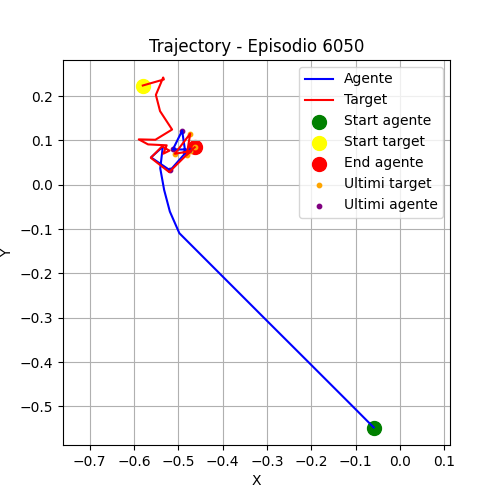 Trajectory - Episodio 6050
Agente
Target
Start agente
Start target
End agente
Ultimi target
Ultimi agente
Y
0.2
0.1
0.0
−0.1
−0.2
−0.3
−0.4
−0.5
−0.7 −0.6 −0.5 −0.4 −0.3 −0.2 −0.1 0.0 0.1
X